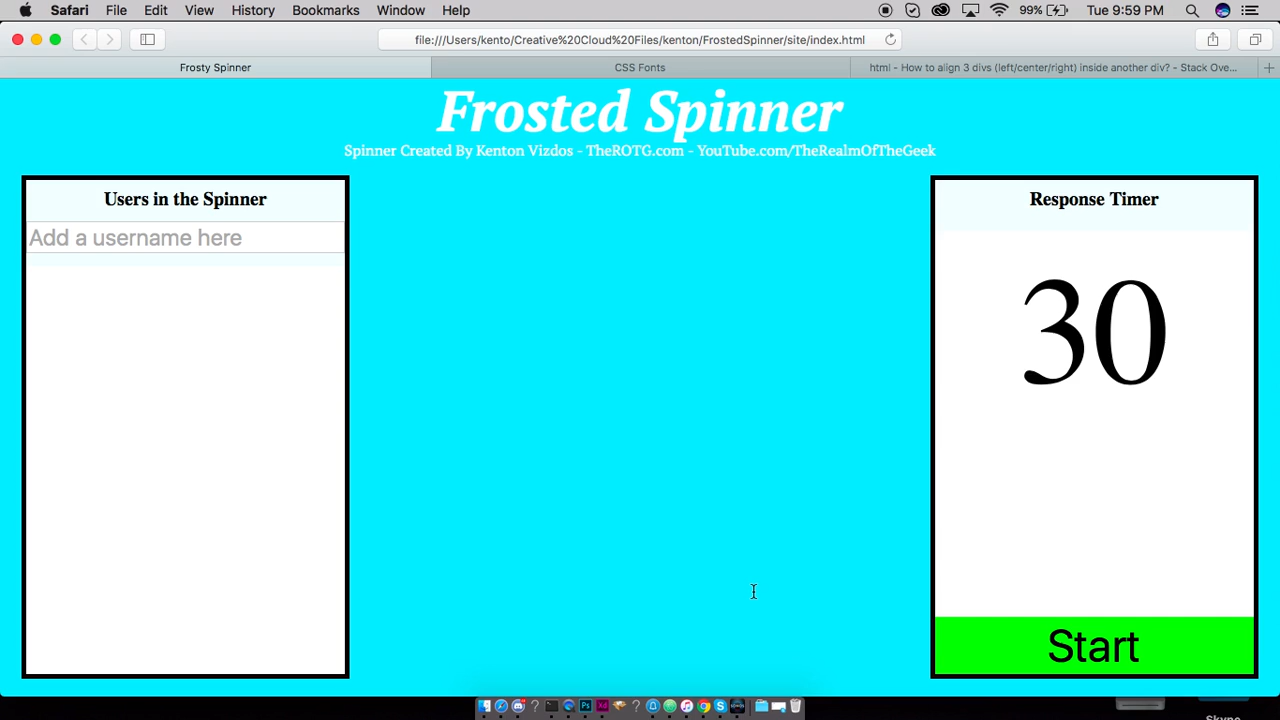 Safari File Edit View History Bookmarks Window Help 99% Tue 9:59 PM
file:///Users/kento/Creative%20Cloud%20Files/kenton/FrostedSpinner/site/index.html
Frosty Spinner CSS Fonts html - How to align 3 divs (left/center/right) inside another div? - Stack Ove...
Frosted Spinner
Spinner Created By Kenton Vizdos - TheROTG.com - YouTube.com/TheRealmOfTheGeek
Users in the Spinner
Add a username here
Response Timer
30
Start